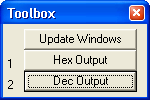 Toolbox
Update Windows
1 Hex Output
2 Dec Output